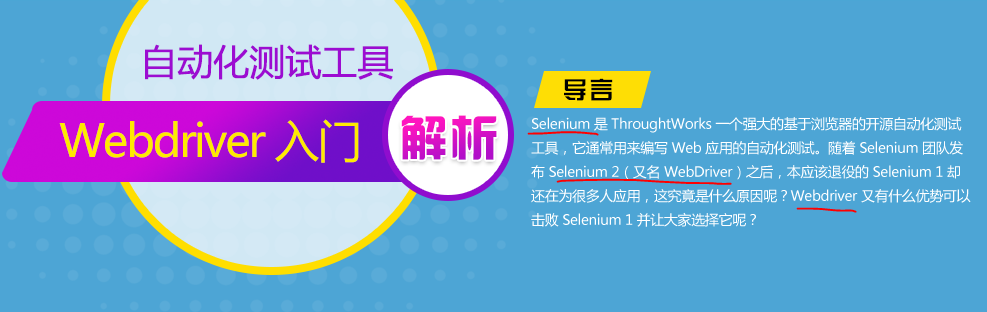 自动化测试工具
Webdriver 入门
解析
导言
Selenium 是 ThroughtWorks 一个强大的基于浏览器的开源自动化测试
工具，它通常用来编写 Web 应用的自动化测试。随着 Selenium 团队发
布 Selenium 2（又名 WebDriver）之后，本应该退役的 Selenium 1 却
还在为很多人应用，这究竟是什么原因呢？Webdriver 又有什么优势可以
击败 Selenium 1 并让大家选择它呢？